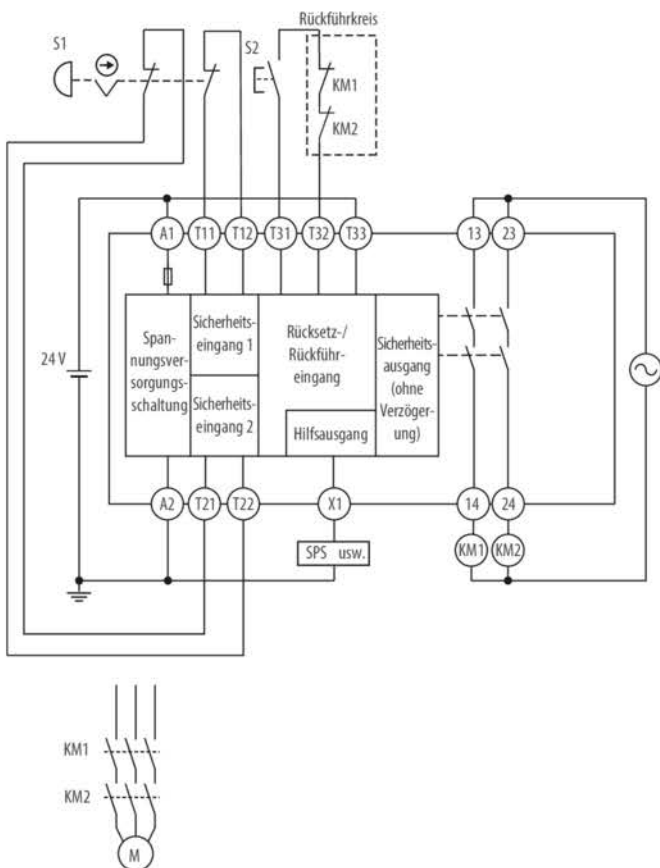 Rückführkreis
S1
S2
KM1
KM2
A1
T11
T12
T31
T32
T33
13
23
24 V
Span-
nungsver-
sorgungs-
schaltung
Sicherheits-
eingang 1
Sicherheits-
eingang 2
Rücksetz-/
Rückführ-
eingang
Hilfsausgang
Sicherheits-
ausgang
(ohne
Verzöger-
ung)
A2
T21
T22
X1
14
24
SPS usw.
KM1
KM2
KM1
KM2
M